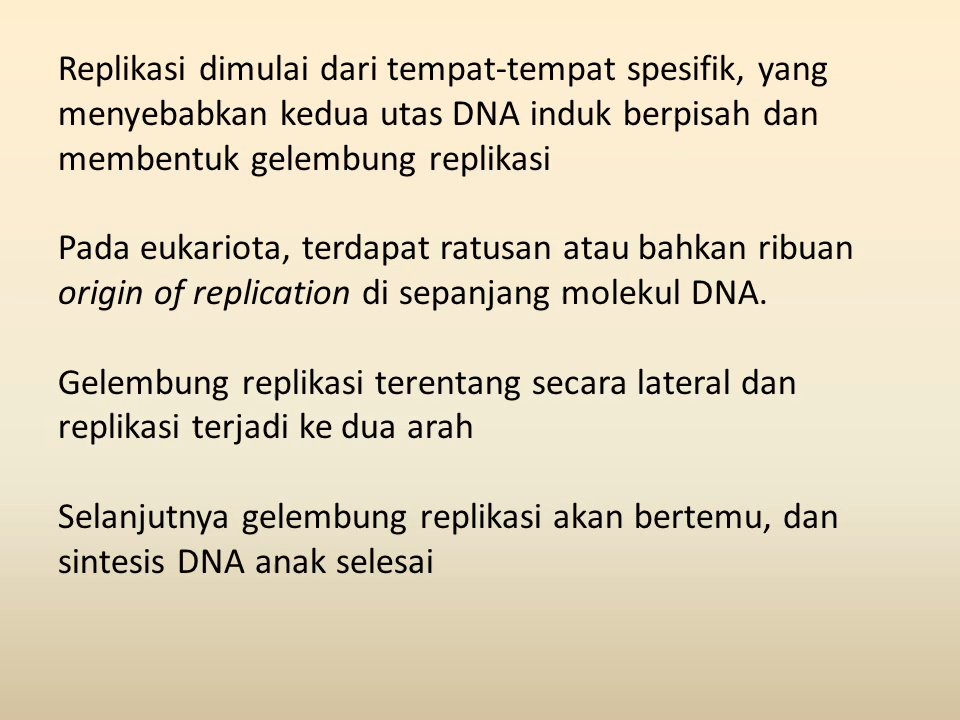 Replikasi dimulai dari tempat-tempat spesifik, yang
menyebabkan kedua utas DNA induk berpisah dan
membentuk gelembung replikasi
Pada eukariota, terdapat ratusan atau bahkan ribuan
origin of replication di sepanjang molekul DNA.
Gelembung replikasi terentang secara lateral dan
replikasi terjadi ke dua arah
Selanjutnya gelembung replikasi akan bertemu, dan
sintesis DNA anak selesai